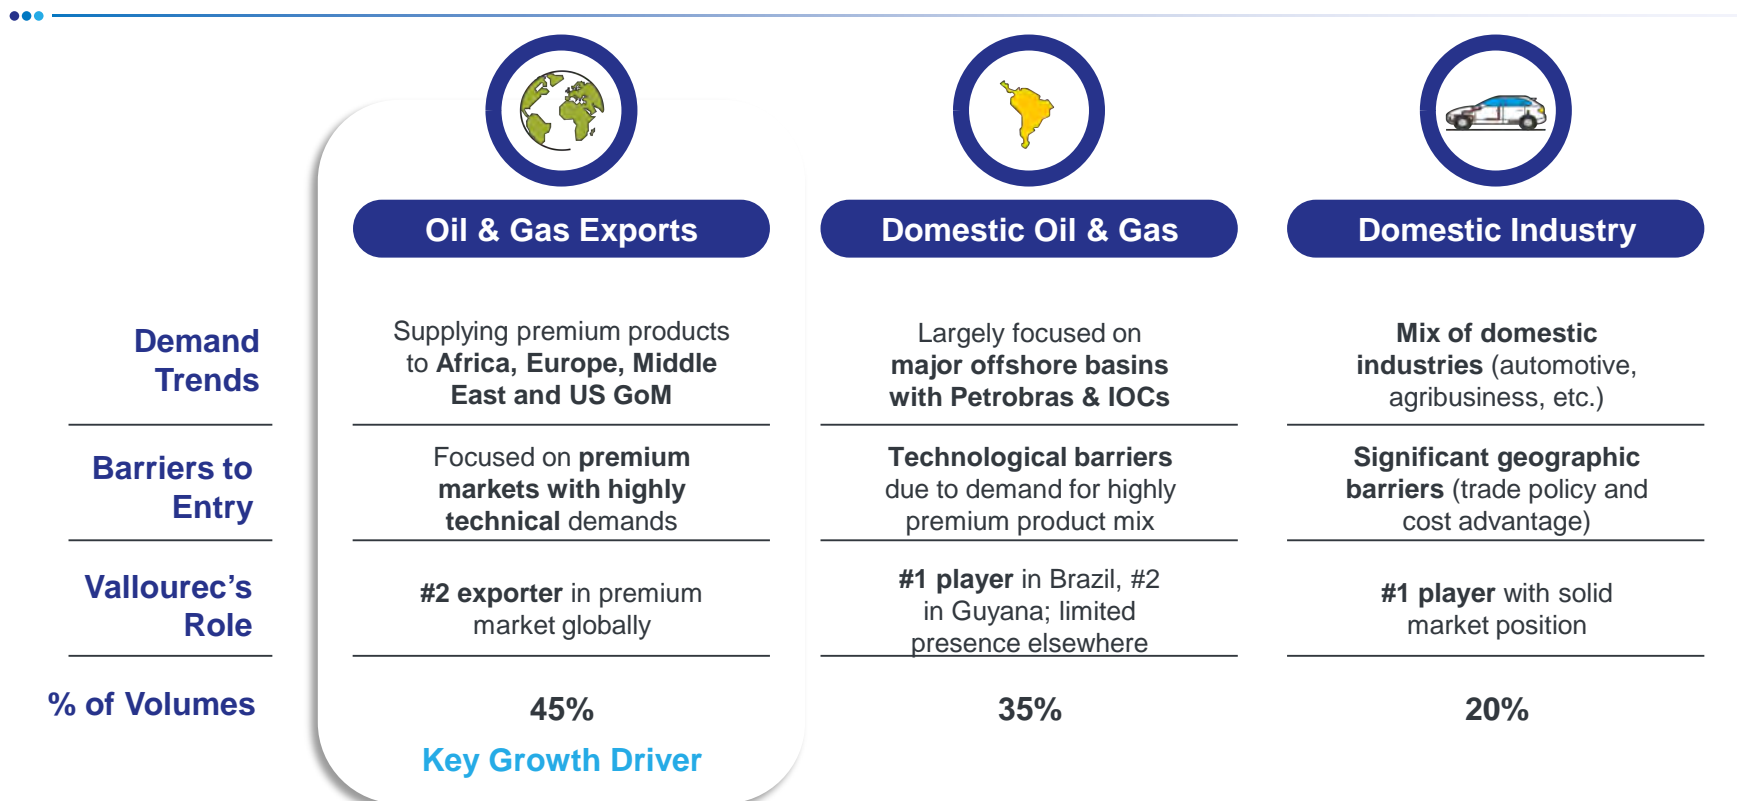 Oil & Gas Exports
Domestic Oil & Gas
Domestic Industry
Demand
Trends
Supplying premium products
to Africa, Europe, Middle
East and US GoM
Largely focused on
major offshore basins
with Petrobras & IOCs
Mix of domestic
industries (automotive,
agribusiness, etc.)
Barriers to
Entry
Focused on premium
markets with highly
technical demands
Technological barriers
due to demand for highly
premium product mix
Significant geographic
barriers (trade policy and
cost advantage)
Vallourec’s
Role
#2 exporter in premium
market globally
#1 player in Brazil, #2
in Guyana; limited
presence elsewhere
#1 player with solid
market position
% of Volumes
45%
35%
20%
Key Growth Driver